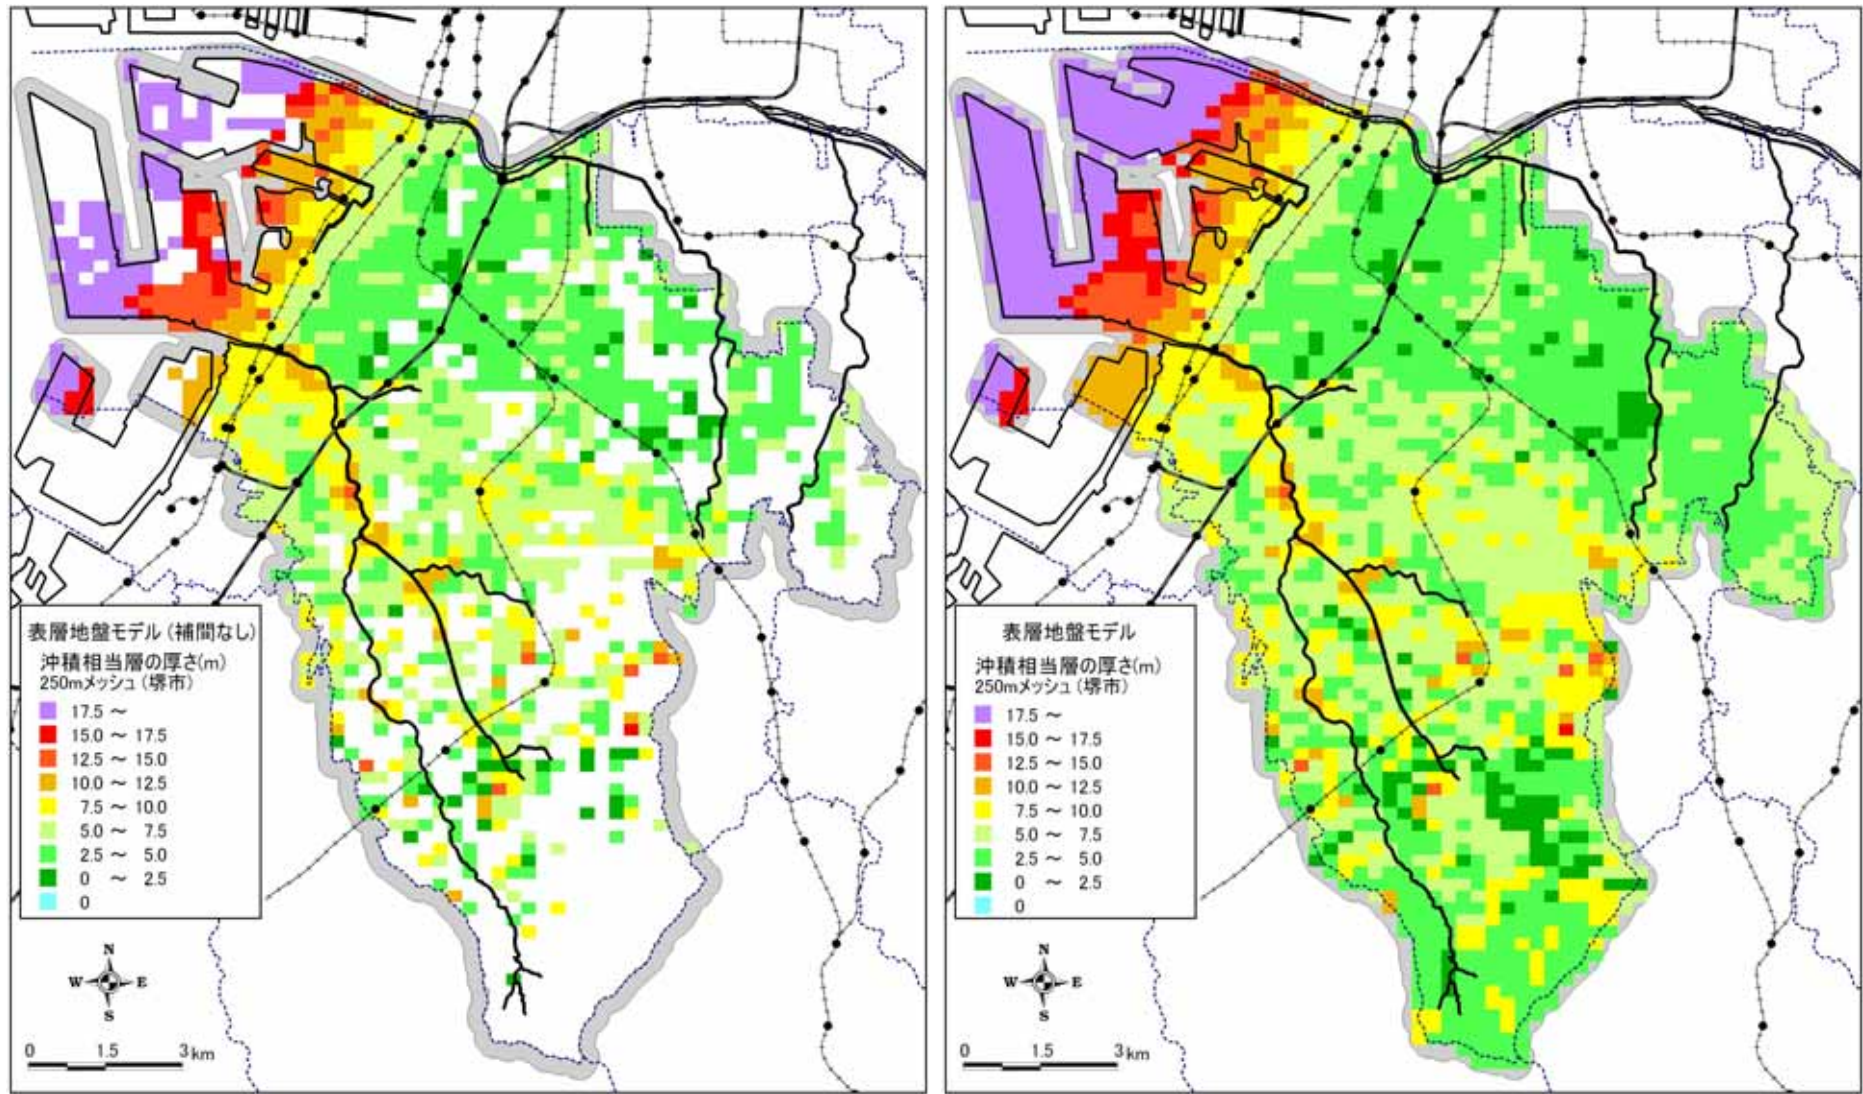 表層地盤モデル(補間なし)
沖積相当層の厚さ(m)
250mメッシュ(堺市)
17.5 ~
15.0 ~ 17.5
12.5 ~ 15.0
10.0 ~ 12.5
7.5 ~ 10.0
5.0 ~ 7.5
2.5 ~ 5.0
0 ~ 2.5
0
N
W E
S
0 1.5 3 km
表層地盤モデル
沖積相当層の厚さ(m)
250mメッシュ(堺市)
17.5 ~
15.0 ~ 17.5
12.5 ~ 15.0
10.0 ~ 12.5
7.5 ~ 10.0
5.0 ~ 7.5
2.5 ~ 5.0
0 ~ 2.5
0
N
W E
S
0 1.5 3 km